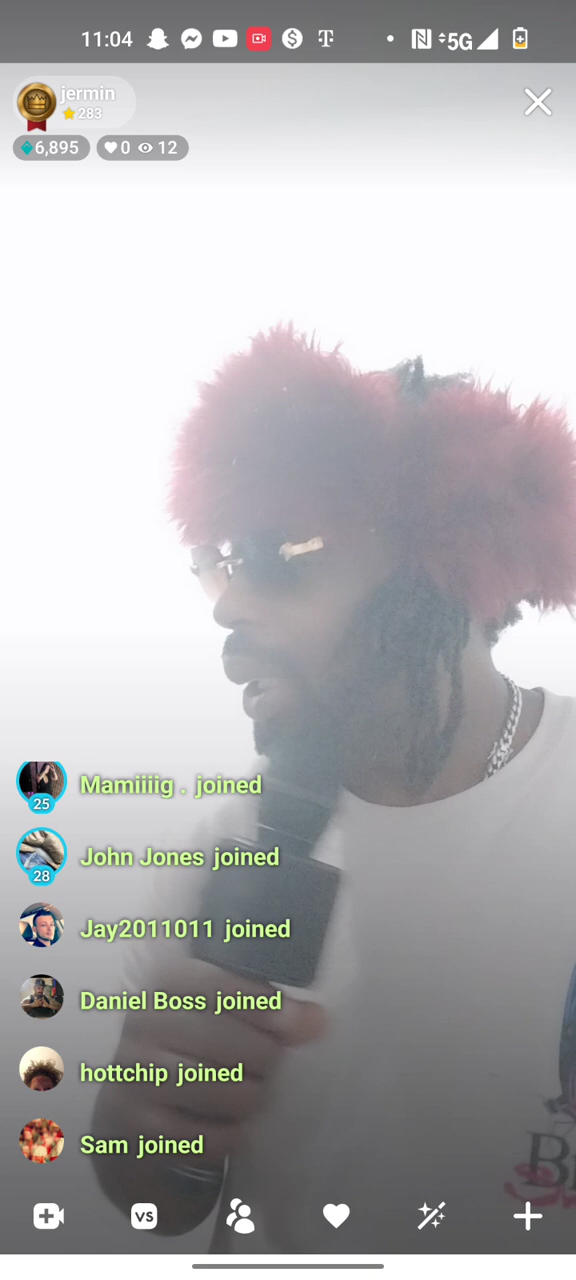 11:04
5G
jermin
283
6,895
0
12
Mamiiiig . joined
25
John Jones joined
28
Jay2011011 joined
Daniel Boss joined
hottchip joined
Sam joined
VS